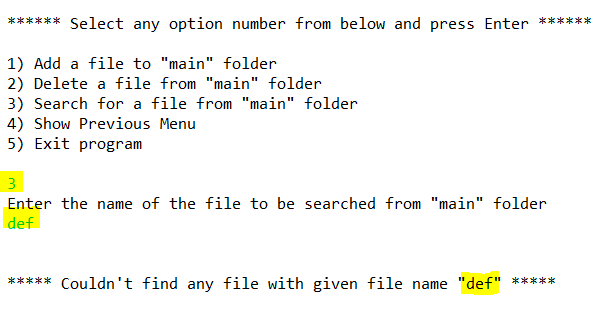 ****** Select any option number from below and press Enter ******
1) Add a file to "main" folder
2) Delete a file from "main" folder
3) Search for a file from "main" folder
4) Show Previous Menu
5) Exit program
3
Enter the name of the file to be searched from "main" folder
def
***** Couldn't find any file with given file name "def" *****